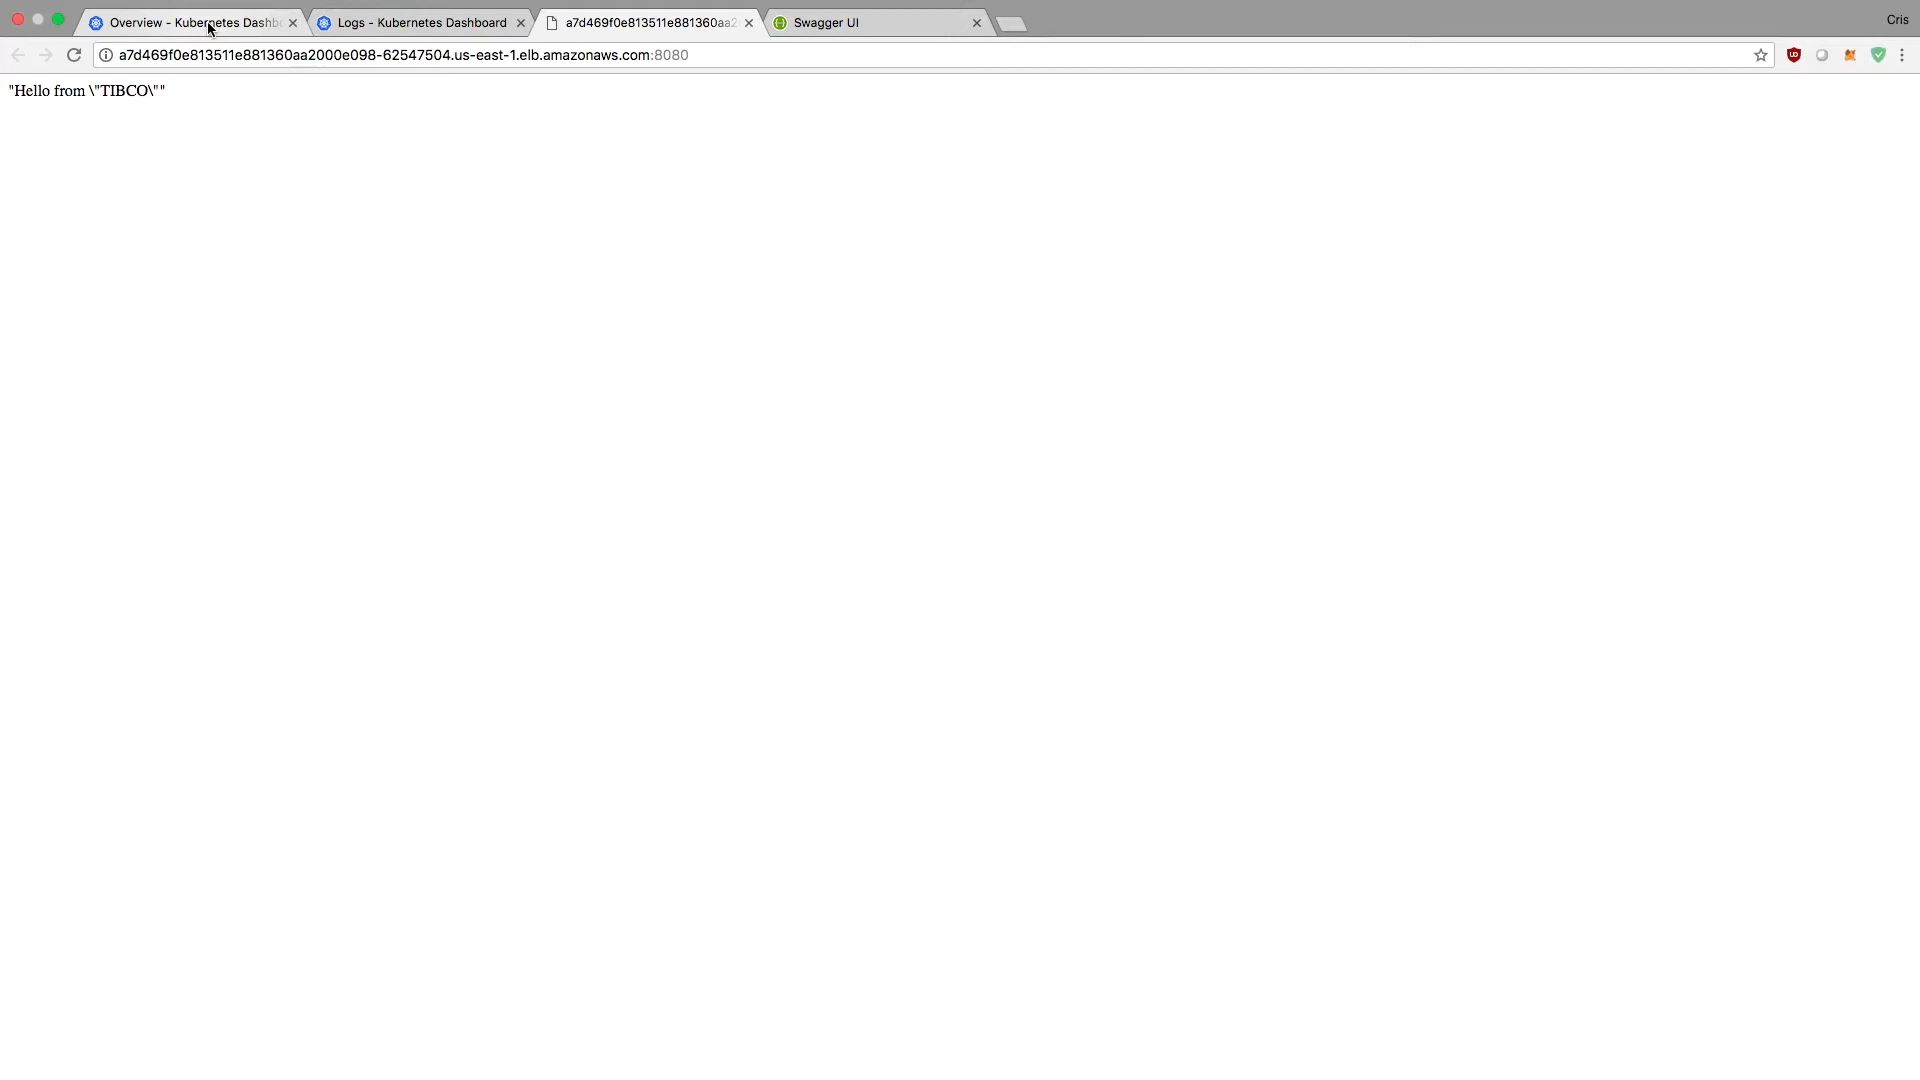 Overview - Kubernetes Dashb
Logs - Kubernetes Dashboard
a7d469f0e813511e881360aa2
Swagger UI
Cris
a7d469f0e813511e881360aa2000e098-62547504.us-east-1.elb.amazonaws.com:8080
"Hello from \"TIBCO\""